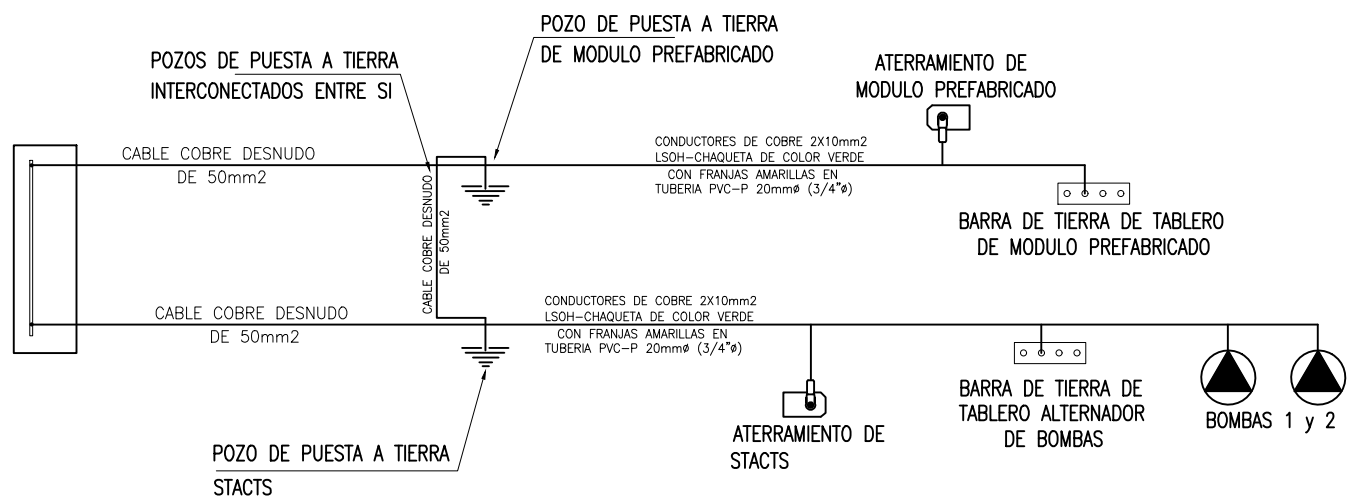 POZO DE PUESTA A TIERRA
DE MODULO PREFABRICADO
POZOS DE PUESTA A TIERRA
INTERCONECTADOS ENTRE SI
ATERRAMIENTO DE
MODULO PREFABRICADO
CABLE COBRE DESNUDO
DE 50mm2
CONDUCTORES DE COBRE 2X10mm2
LSOH-CHAQUETA DE COLOR VERDE
CON FRANJAS AMARILLAS EN
TUBERIA PVC-P 20mmø (3/4"ø)
BARRA DE TIERRA DE TABLERO
DE MODULO PREFABRICADO
CABLE COBRE DESNUDO
DE 50mm2
CABLE COBRE DESNUDO
DE 50mm2
CONDUCTORES DE COBRE 2X10mm2
LSOH-CHAQUETA DE COLOR VERDE
CON FRANJAS AMARILLAS EN
TUBERIA PVC-P 20mmø (3/4"ø)
BARRA DE TIERRA DE
TABLERO ALTERNADOR
DE BOMBAS
BOMBAS 1 y 2
ATERRAMIENTO DE
STACTS
POZO DE PUESTA A TIERRA
STACTS